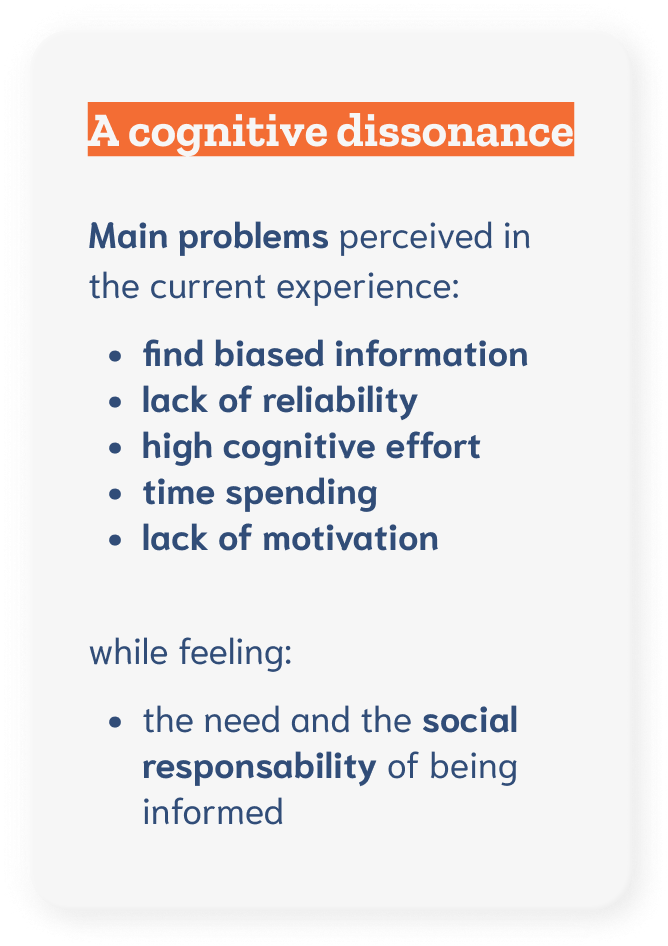 A cognitive dissonance
Main problems perceived in
the current experience:
• find biased information
• lack of reliability
• high cognitive effort
• time spending
• lack of motivation
while feeling:
• the need and the social
responsability of being
informed